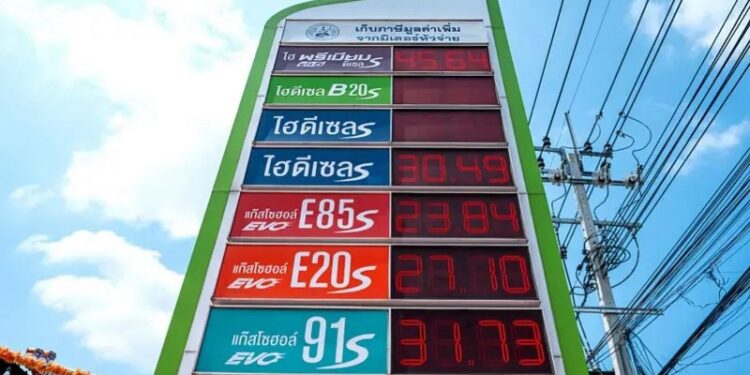 เก็บภาษีมูลค่าเพิ่ม
จากมิเตอร์หัวจ่าย
ไฮ พรีเมียม ดีเซล S 45.64
ไฮดีเซล B20S
ไฮดีเซล S
ไฮดีเซล S 30.49
แก๊สโซฮอล์ EVO E85S 23.84
แก๊สโซฮอล์ EVO E20S 27.10
แก๊สโซฮอล์ EVO 91S 31.73